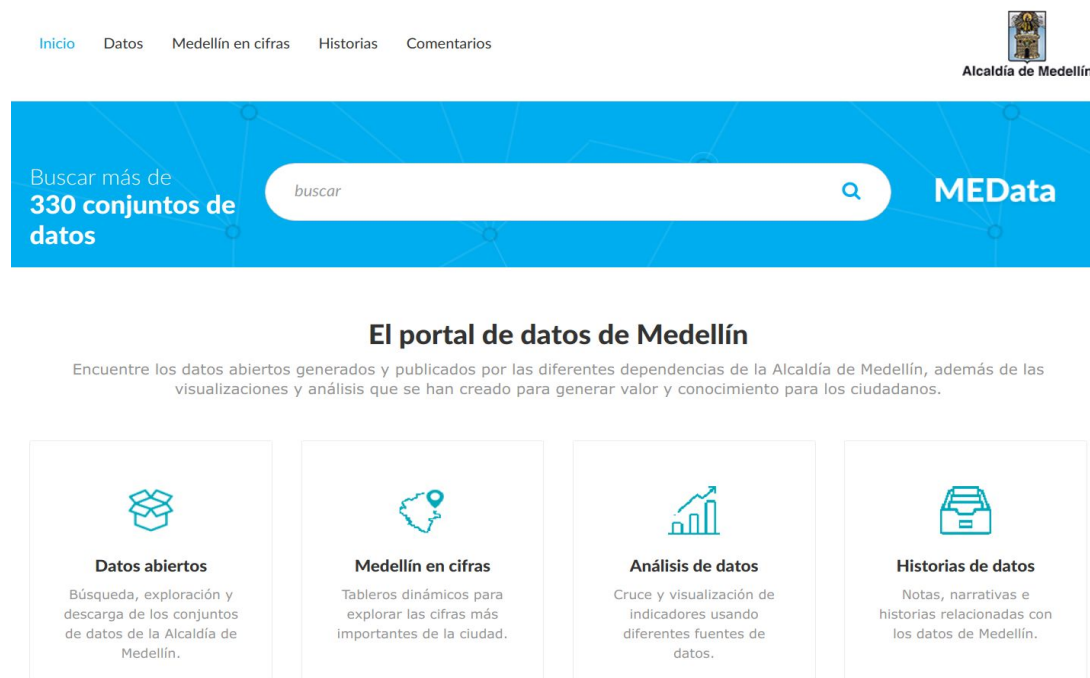 Inicio Datos Medellín en cifras Historias Comentarios
Alcaldía de Medellín
Buscar más de
330 conjuntos de
datos
buscar
MEData
El portal de datos de Medellín
Encuentre los datos abiertos generados y publicados por las diferentes dependencias de la Alcaldía de Medellín, además de las
visualizaciones y análisis que se han creado para generar valor y conocimiento para los ciudadanos.
Datos abiertos
Búsqueda, exploración y
descarga de los conjuntos
de datos de la Alcaldía de
Medellín.
Medellín en cifras
Tableros dinámicos para
explorar las cifras más
importantes de la ciudad.
Análisis de datos
Cruce y visualización de
indicadores usando
diferentes fuentes de
datos.
Historias de datos
Notas, narrativas e
historias relacionadas con
los datos de Medellín.